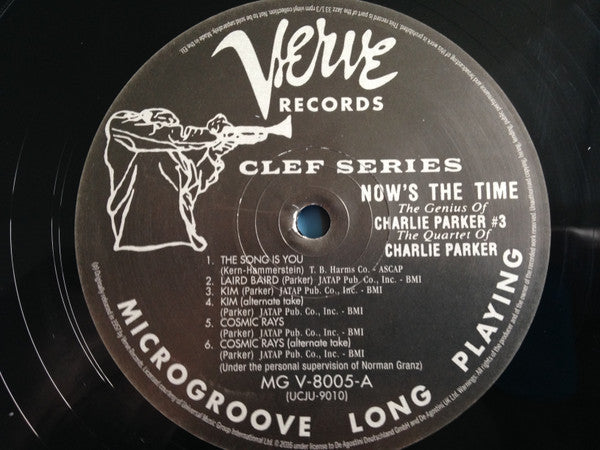 Verve
RECORDS
CLEF SERIES
NOW'S THE TIME
The Genius Of
CHARLIE PARKER #3
The Quartet Of
CHARLIE PARKER
1. THE SONG IS YOU
(Kern-Hammerstein) T. B. Harms Co. - ASCAP
2. LAIRD BAIRD (Parker) JATAP Pub. Co., Inc. - BMI
3. KIM (Parker) JATAP Pub. Co., Inc. - BMI
4. KIM (alternate take)
(Parker) JATAP Pub. Co., Inc. - BMI
5. COSMIC RAYS
(Parker) JATAP Pub. Co., Inc. - BMI
6. COSMIC RAYS (alternate take)
(Parker) JATAP Pub. Co., Inc. - BMI
(Under the personal supervision of Norman Granz)
MG V-8005-A
(UCJU-9010)
MICROGROOVE LONG PLAYING